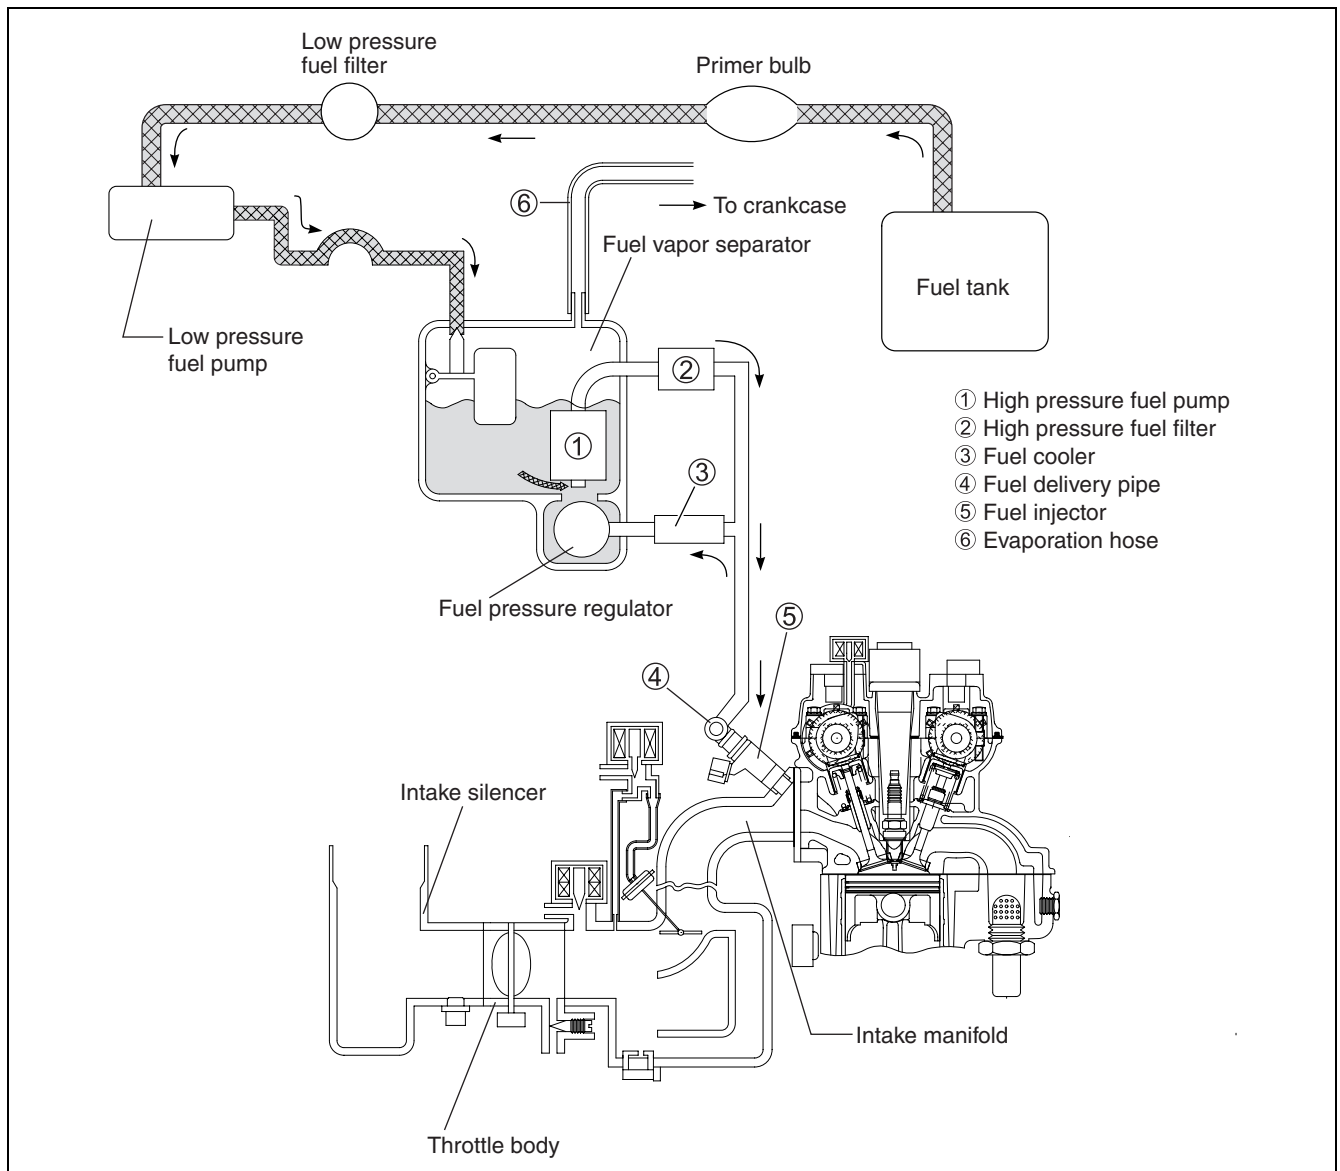 Low pressure
fuel filter
Primer bulb
⑥
To crankcase
Fuel vapor separator
Fuel tank
Low pressure
fuel pump
②
①
③
① High pressure fuel pump
② High pressure fuel filter
③ Fuel cooler
④ Fuel delivery pipe
⑤ Fuel injector
⑥ Evaporation hose
Fuel pressure regulator
⑤
④
Intake silencer
Intake manifold
Throttle body